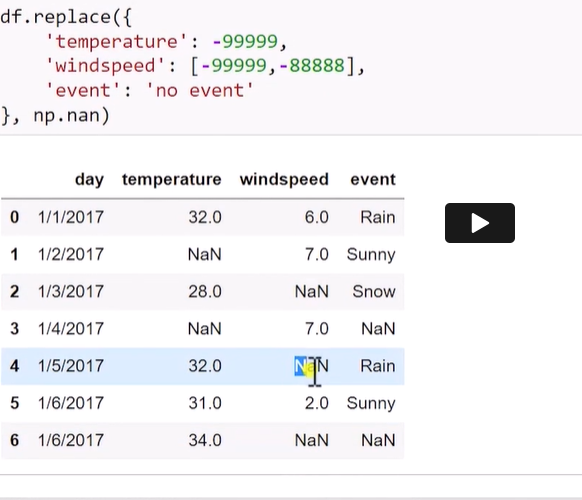 df.replace({
    'temperature': -99999,
    'windspeed': [-99999,-88888],
    'event': 'no event'
}, np.nan)
day temperature windspeed event
0 1/1/2017 32.0 6.0 Rain
1 1/2/2017 NaN 7.0 Sunny
2 1/3/2017 28.0 NaN Snow
3 1/4/2017 NaN 7.0 NaN
4 1/5/2017 32.0 NaN Rain
5 1/6/2017 31.0 2.0 Sunny
6 1/6/2017 34.0 NaN NaN